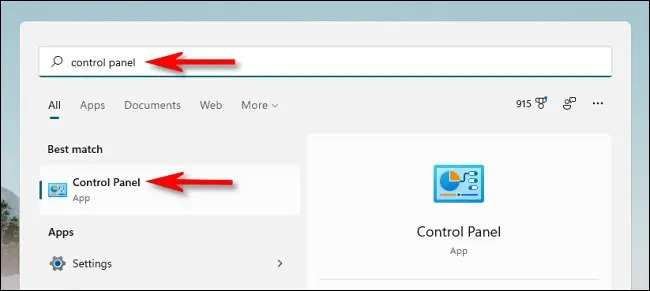 control panel
All Apps Documents Web More 915 ...
Best match
Control Panel
App
Apps
Settings
Control Panel
App